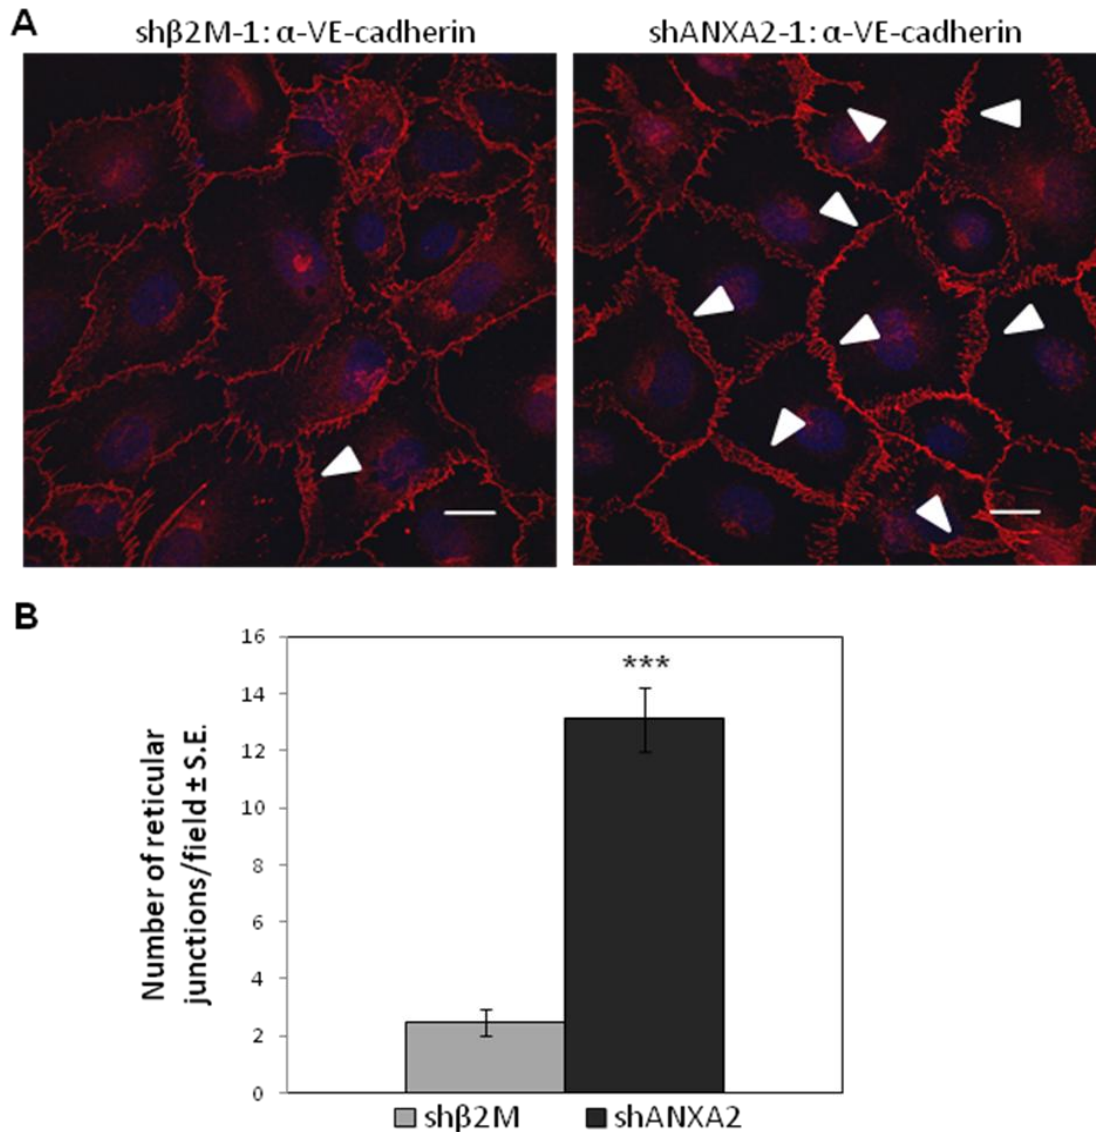 A
shβ2M-1: α-VE-cadherin
shANXA2-1: α-VE-cadherin
B
Number of reticular
junctions/field ± S.E.
16
14
12
10
8
6
4
2
0
***
shβ2M
shANXA2